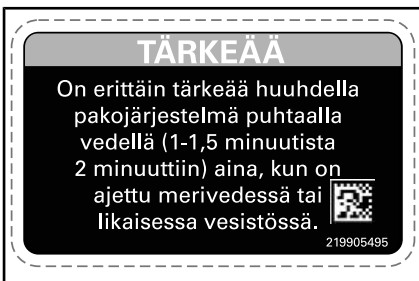 TÄRKEÄÄ
On erittäin tärkeää huuhdella
pakojärjestelmä puhtaalla
vedellä (1-1,5 minuutista
2 minuuttiin) aina, kun on
ajettu merivedessä tai
likaisessa vesistössä.
219905495